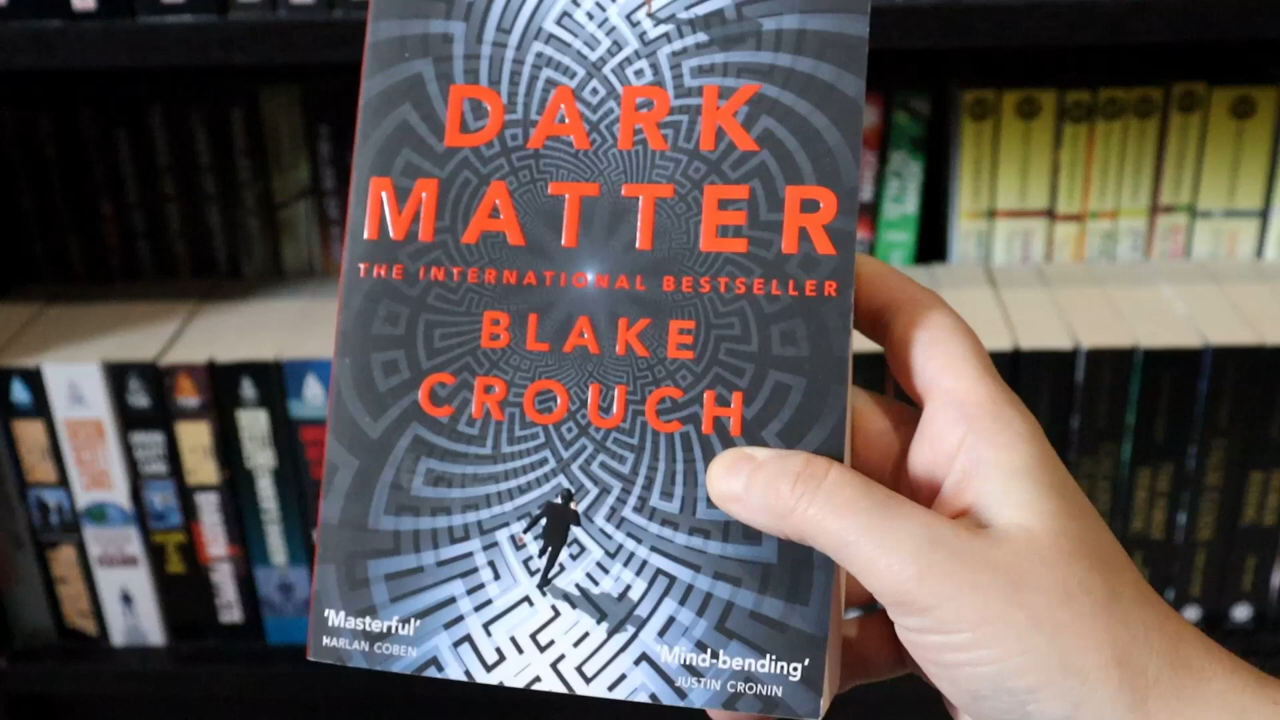 DARK
MATTER
THE INTERNATIONAL BESTSELLER
BLAKE
CROUCH
'Masterful'
HARLAN COBEN
'Mind-bending'
JUSTIN CRONIN